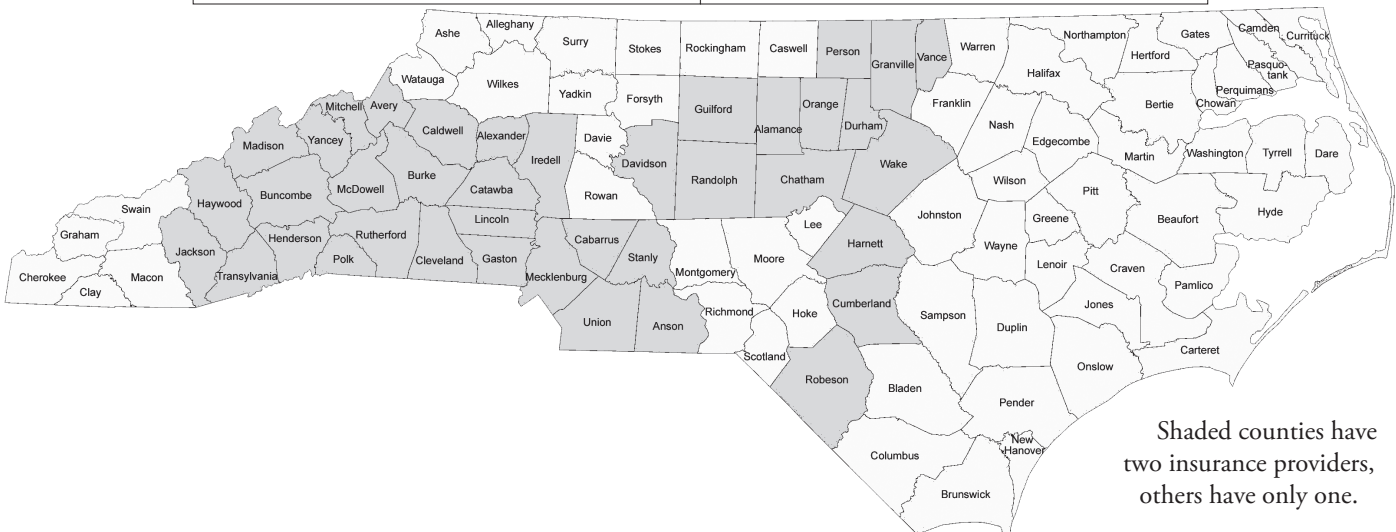 Ashe
Alleghany
Surry
Stokes
Rockingham
Caswell
Person
Granville
Vance
Warren
Northampton
Gates
Camden
Currituck
Pasquo-
tank
Hertford
Halifax
Perquimans
Chowan
Bertie
Watauga
Wilkes
Yadkin
Forsyth
Guilford
Alamance
Orange
Durham
Franklin
Nash
Edgecombe
Martin
Washington
Tyrrell
Dare
Mitchell
Avery
Caldwell
Alexander
Iredell
Davie
Davidson
Randolph
Chatham
Wake
Wilson
Pitt
Beaufort
Hyde
Madison
Yancey
McDowell
Burke
Catawba
Rowan
Buncombe
Haywood
Swain
Graham
Cherokee
Clay
Macon
Jackson
Transylvania
Henderson
Polk
Rutherford
Cleveland
Lincoln
Gaston
Mecklenburg
Cabarrus
Stanly
Montgomery
Moore
Lee
Harnett
Johnston
Wayne
Greene
Lenoir
Craven
Pamlico
Jones
Carteret
Onslow
Duplin
Sampson
Cumberland
Hoke
Richmond
Scotland
Anson
Union
Robeson
Bladen
Pender
New
Hanover
Columbus
Brunswick
Shaded counties have
two insurance providers,
others have only one.